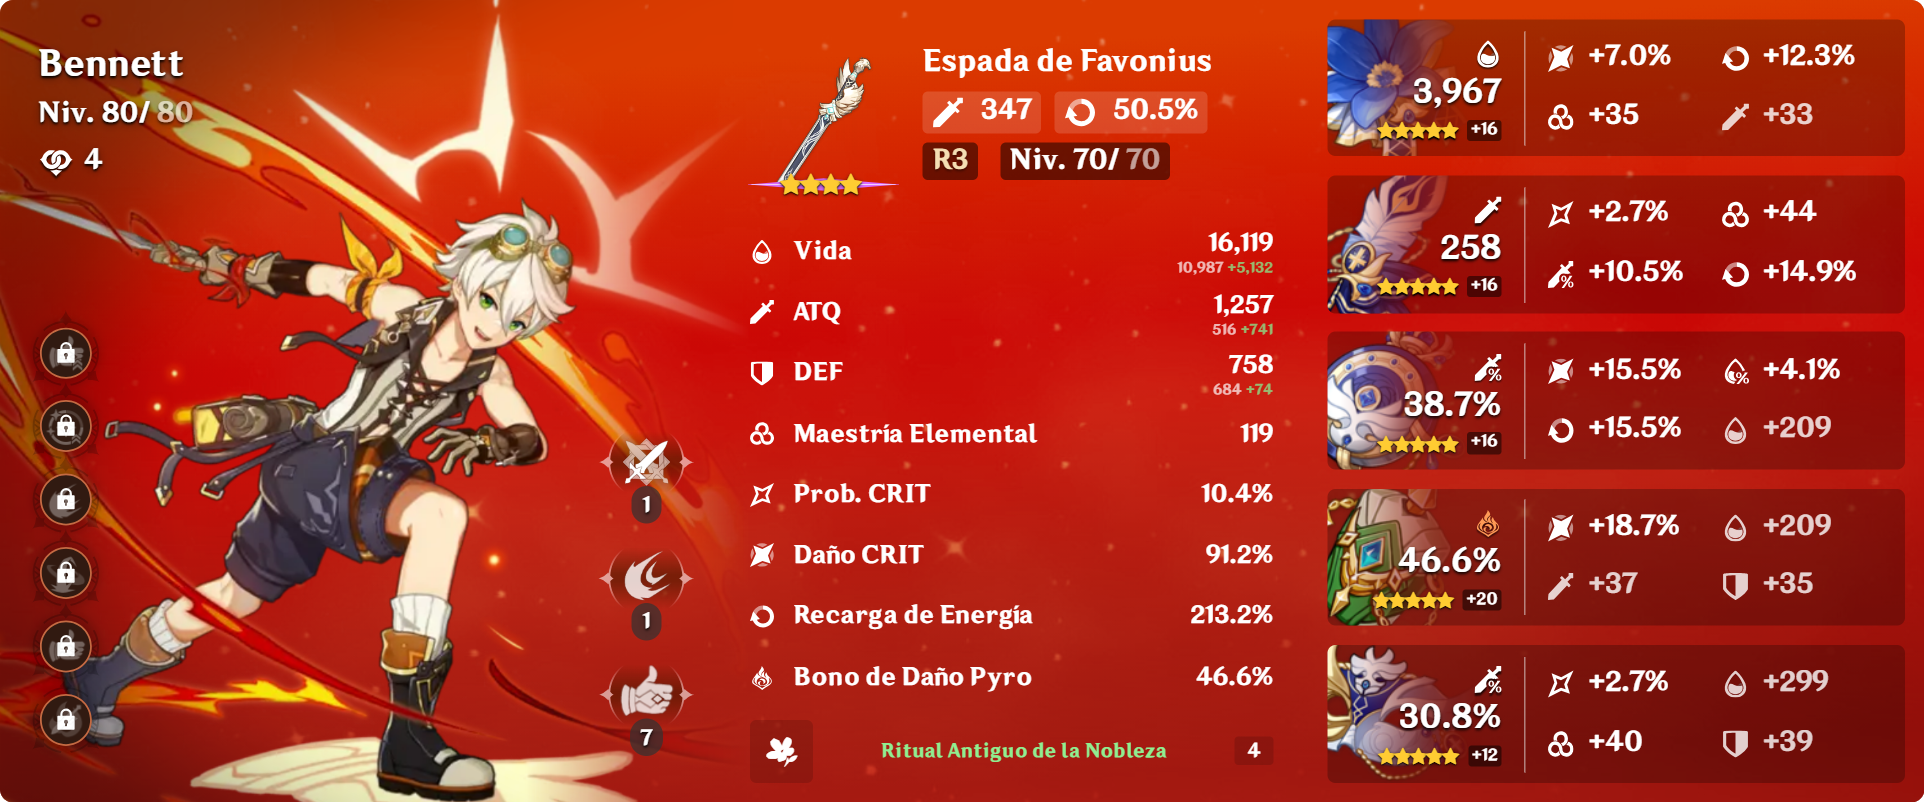 Bennett
Niv. 80/ 80
4
1
1
7
Espada de Favonius
347 50.5%
R3 Niv. 70/ 70
Vida 16,119
10,987 +5,132
ATQ 1,257
516 +741
DEF 758
684 +74
Maestría Elemental 119
Prob. CRIT 10.4%
Daño CRIT 91.2%
Recarga de Energía 213.2%
Bono de Daño Pyro 46.6%
Ritual Antiguo de la Nobleza 4
3,967
+16
+7.0% +12.3%
+35 +33
258
+16
+2.7% +44
+10.5% +14.9%
38.7%
+16
+15.5% +4.1%
+15.5% +209
46.6%
+20
+18.7% +209
+37 +35
30.8%
+12
+2.7% +299
+40 +39